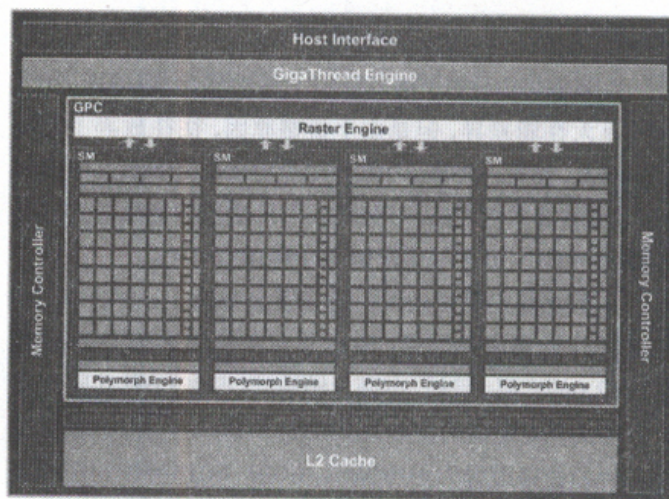 Host Interface
GigaThread Engine
GPC
Raster Engine
SM SM SM SM
Memory Controller
Memory Controller
Polymorph Engine Polymorph Engine Polymorph Engine Polymorph Engine
L2 Cache